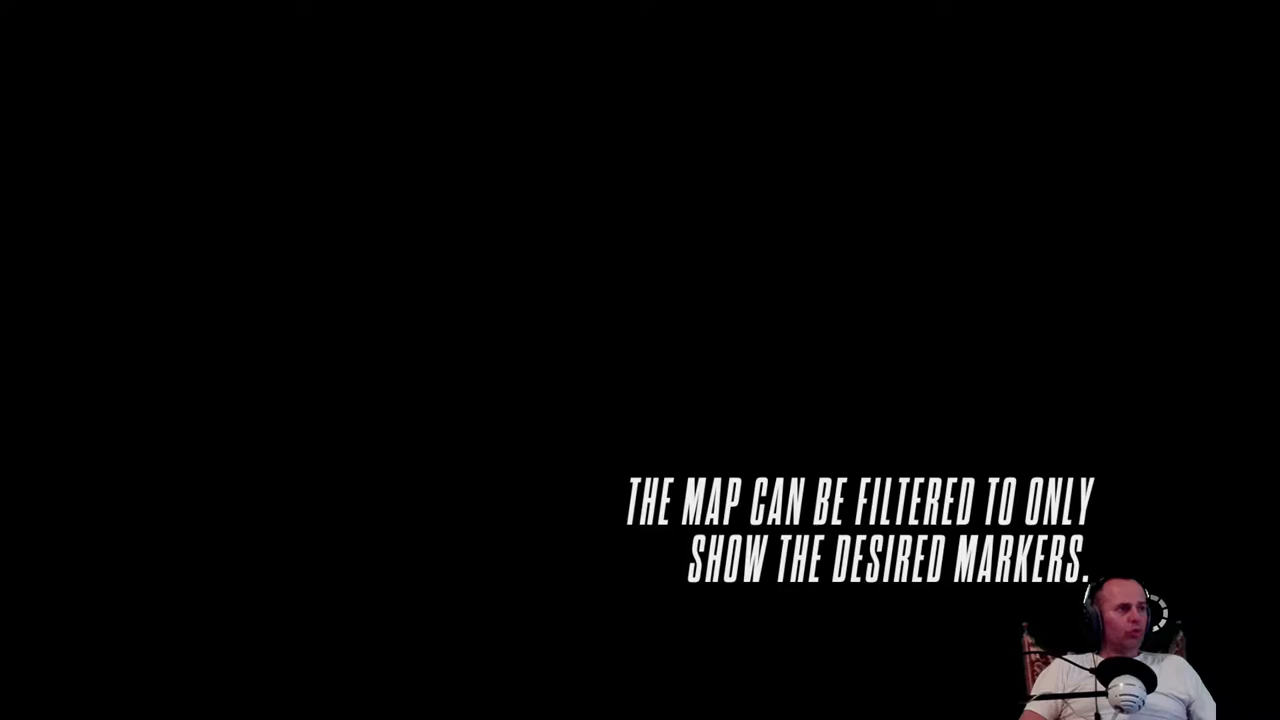 THE MAP CAN BE FILTERED TO ONLY
SHOW THE DESIRED MARKERS.